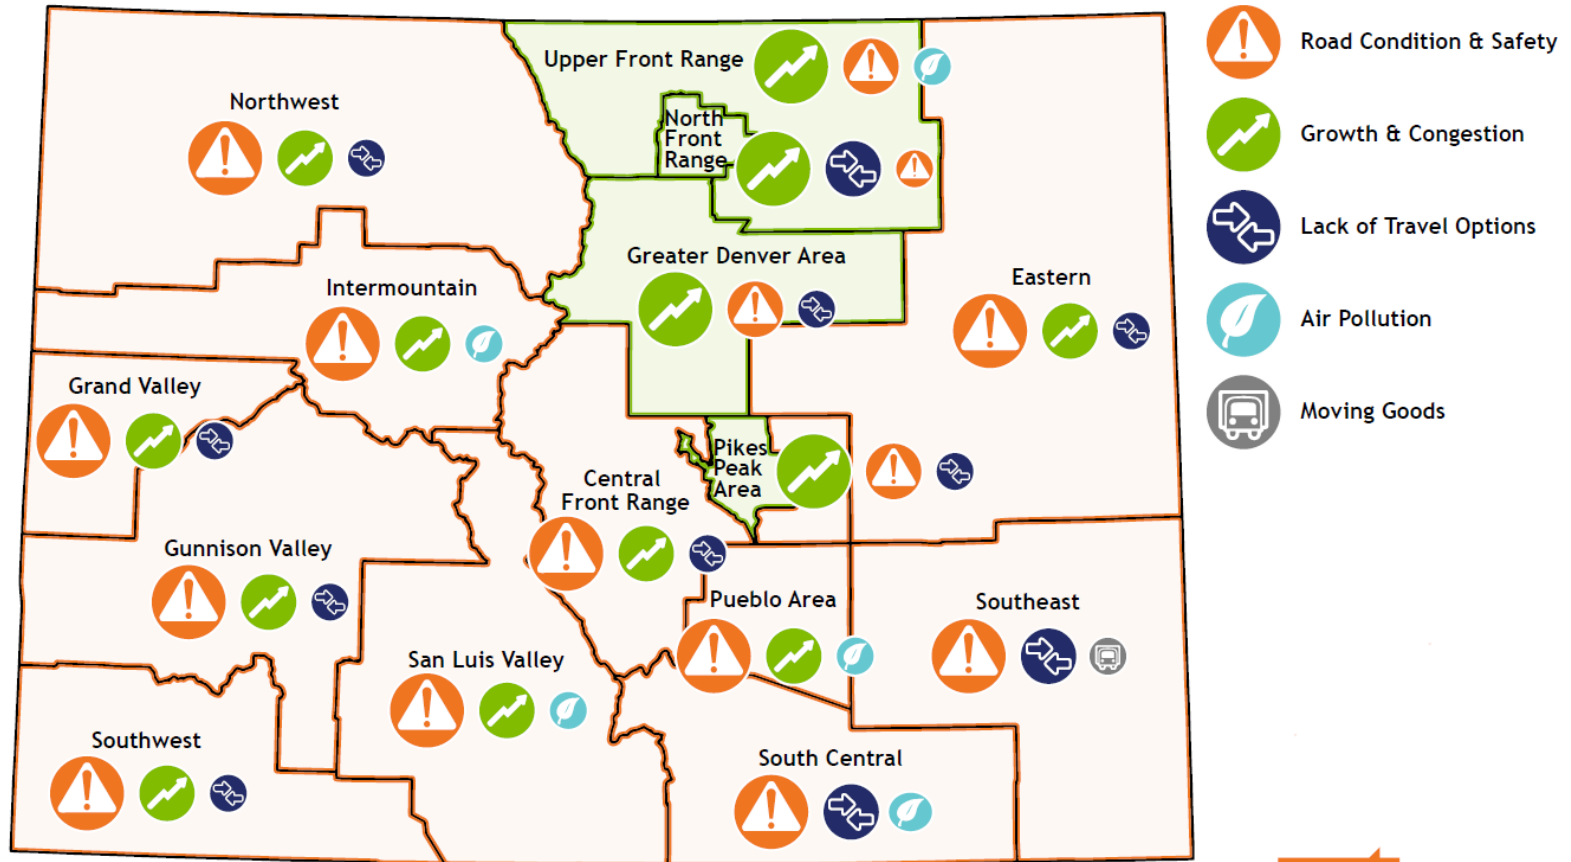 Upper Front Range
Northwest
North
Front
Range
Greater Denver Area
Eastern
Intermountain
Grand Valley
Pikes
Peak
Area
Central
Front Range
Gunnison Valley
Pueblo Area
Southeast
San Luis Valley
Southwest
South Central
Road Condition & Safety
Growth & Congestion
Lack of Travel Options
Air Pollution
Moving Goods